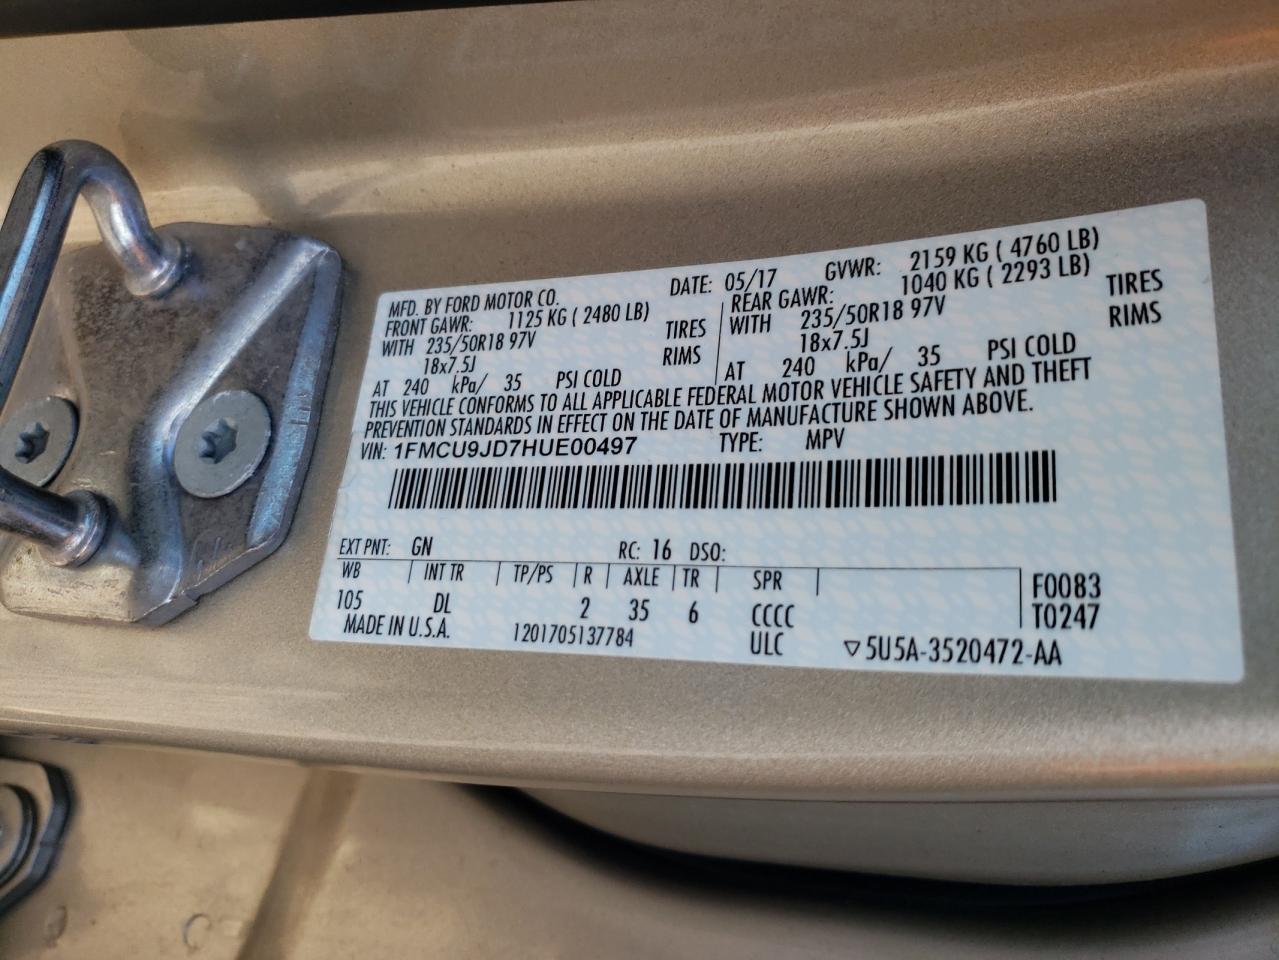 MFD. BY FORD MOTOR CO. DATE: 05/17 GVWR: 2159 KG ( 4760 LB)
FRONT GAWR: 1125 KG ( 2480 LB) REAR GAWR: 1040 KG ( 2293 LB)
WITH 235/50R18 97V TIRES WITH 235/50R18 97V TIRES
18x7.5J RIMS 18x7.5J RIMS
AT 240 kPa/ 35 PSI COLD AT 240 kPa/ 35 PSI COLD
THIS VEHICLE CONFORMS TO ALL APPLICABLE FEDERAL MOTOR VEHICLE SAFETY AND THEFT
PREVENTION STANDARDS IN EFFECT ON THE DATE OF MANUFACTURE SHOWN ABOVE.
VIN: 1FMCU9JD7HUE00497 TYPE: MPV
EXT PNT: GN RC: 16 DSO:
WB INT TR TP/PS R AXLE TR SPR F0083
105 DL 2 35 6 CCCC T0247
MADE IN U.S.A. 1201705137784 ULC ▽5U5A-3520472-AA